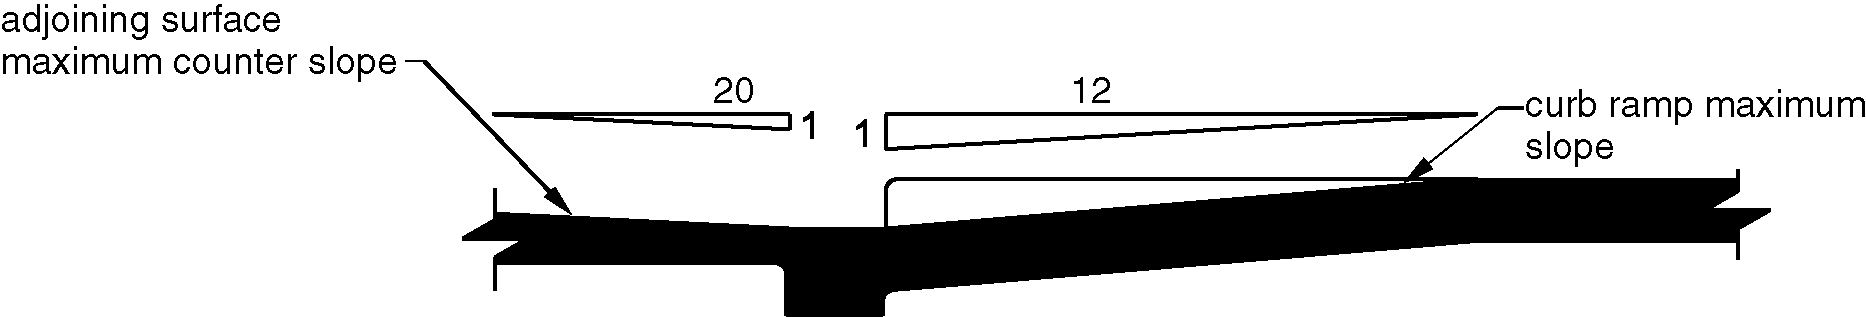 adjoining surface
maximum counter slope
20
1
1
12
curb ramp maximum
slope